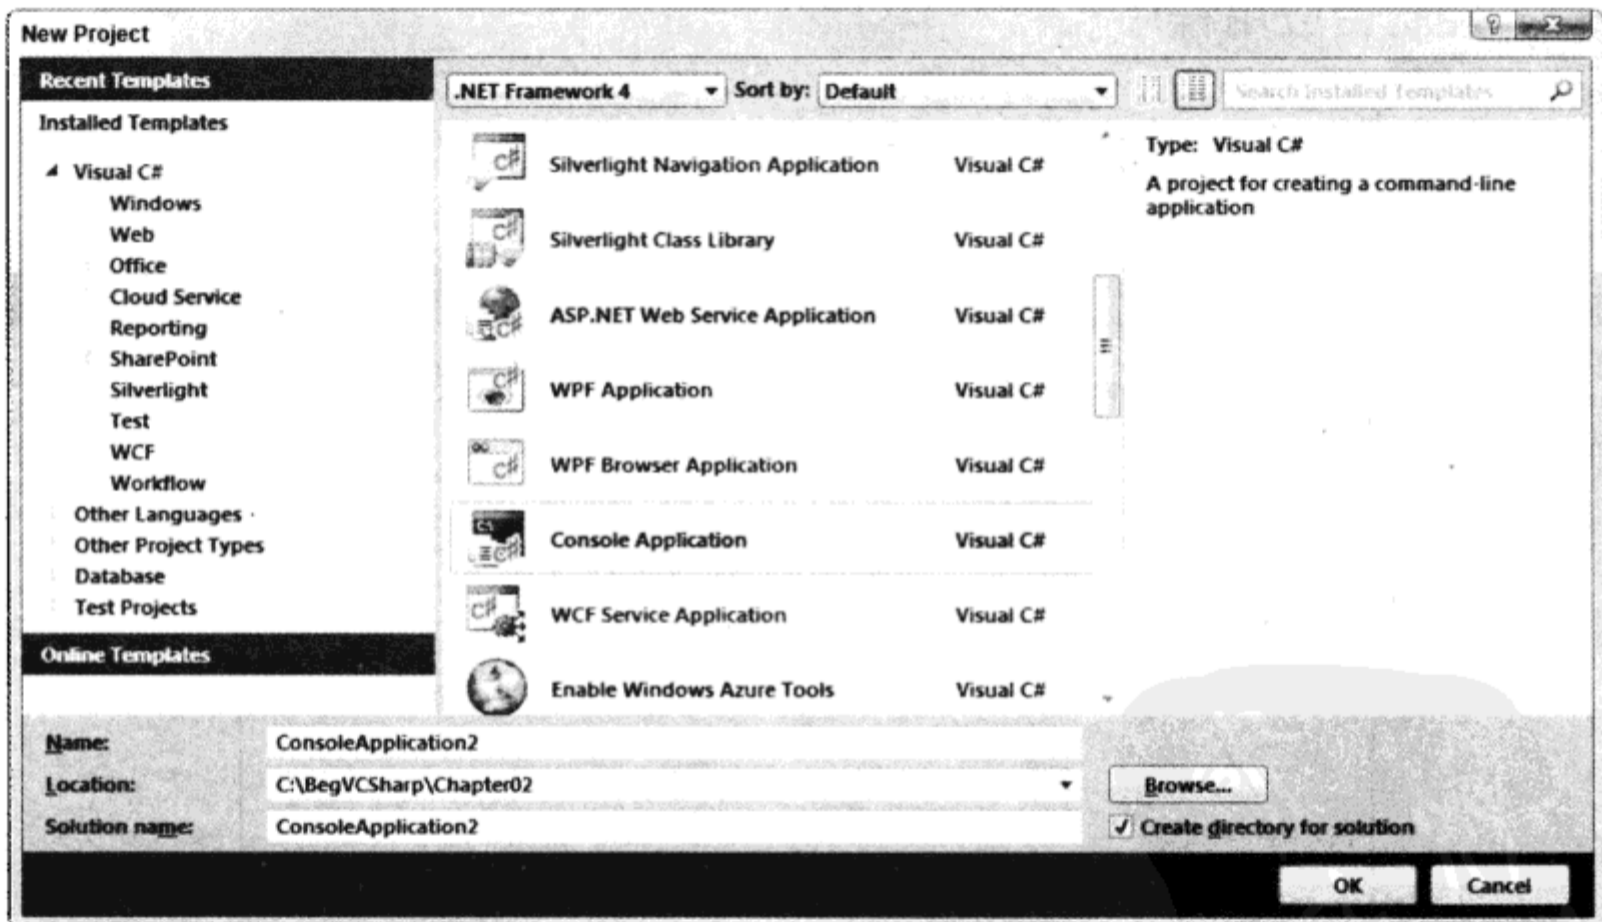 New Project
Recent Templates
Installed Templates
Visual C#
Windows
Web
Office
Cloud Service
Reporting
SharePoint
Silverlight
Test
WCF
Workflow
Other Languages
Other Project Types
Database
Test Projects
Online Templates
.NET Framework 4 Sort by: Default Search Installed Templates
Silverlight Navigation Application Visual C#
Silverlight Class Library Visual C#
ASP.NET Web Service Application Visual C#
WPF Application Visual C#
WPF Browser Application Visual C#
Console Application Visual C#
WCF Service Application Visual C#
Enable Windows Azure Tools Visual C#
Type: Visual C#
A project for creating a command-line
application
Name: ConsoleApplication2
Location: C:\BegVCSharp\Chapter02 Browse...
Solution name: ConsoleApplication2 Create directory for solution
OK Cancel